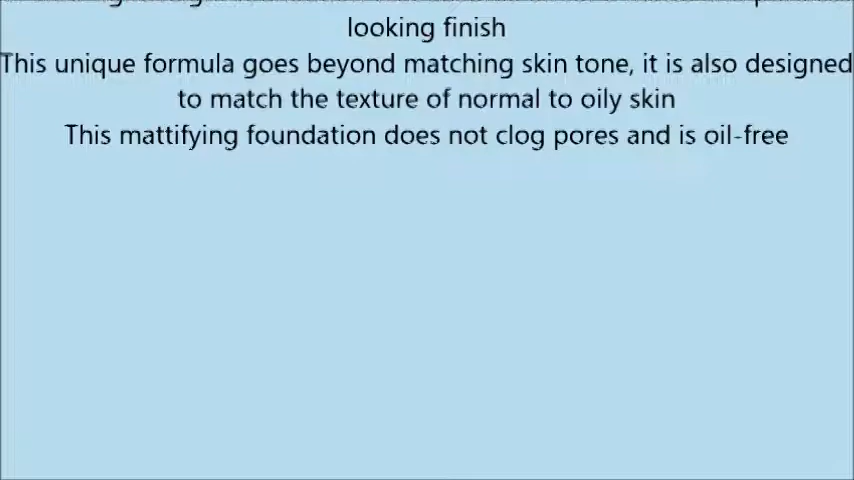 looking finish
This unique formula goes beyond matching skin tone, it is also designed
to match the texture of normal to oily skin
This mattifying foundation does not clog pores and is oil-free